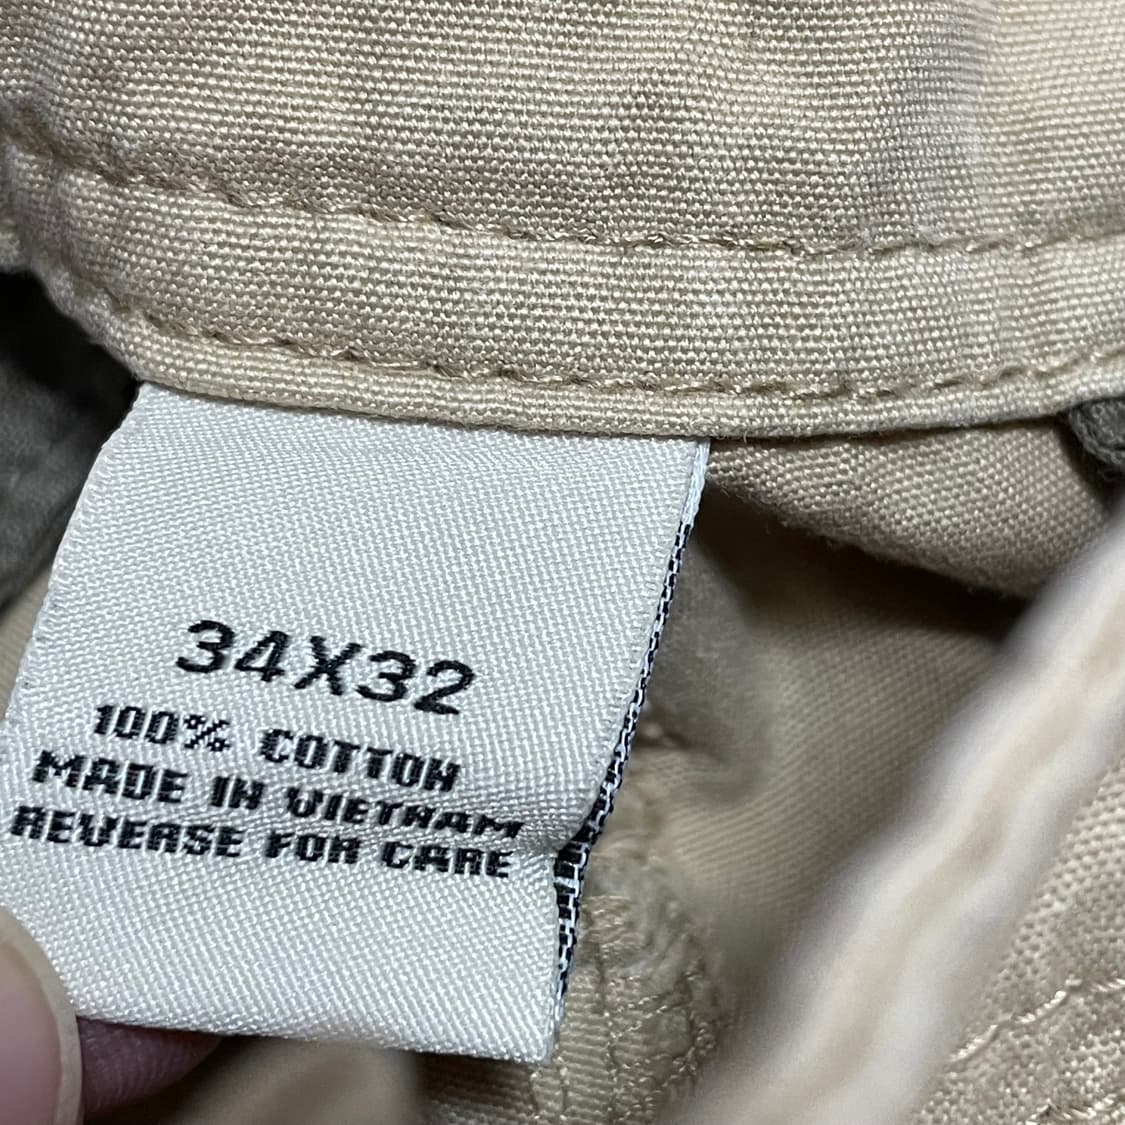 34X32
100% COTTON
MADE IN VIETNAM
REVERSE FOR CARE